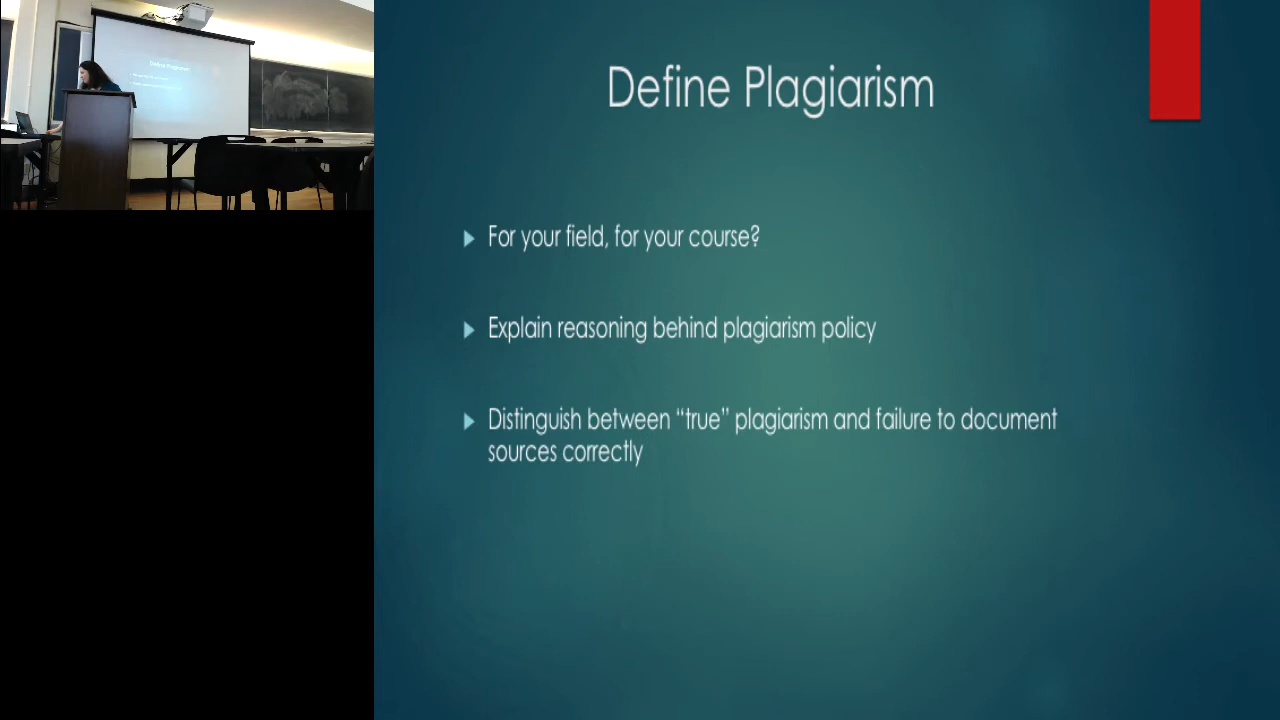 Define Plagiarism
For your field, for your course?
Explain reasoning behind plagiarism policy
Distinguish between “true” plagiarism and failure to document
sources correctly